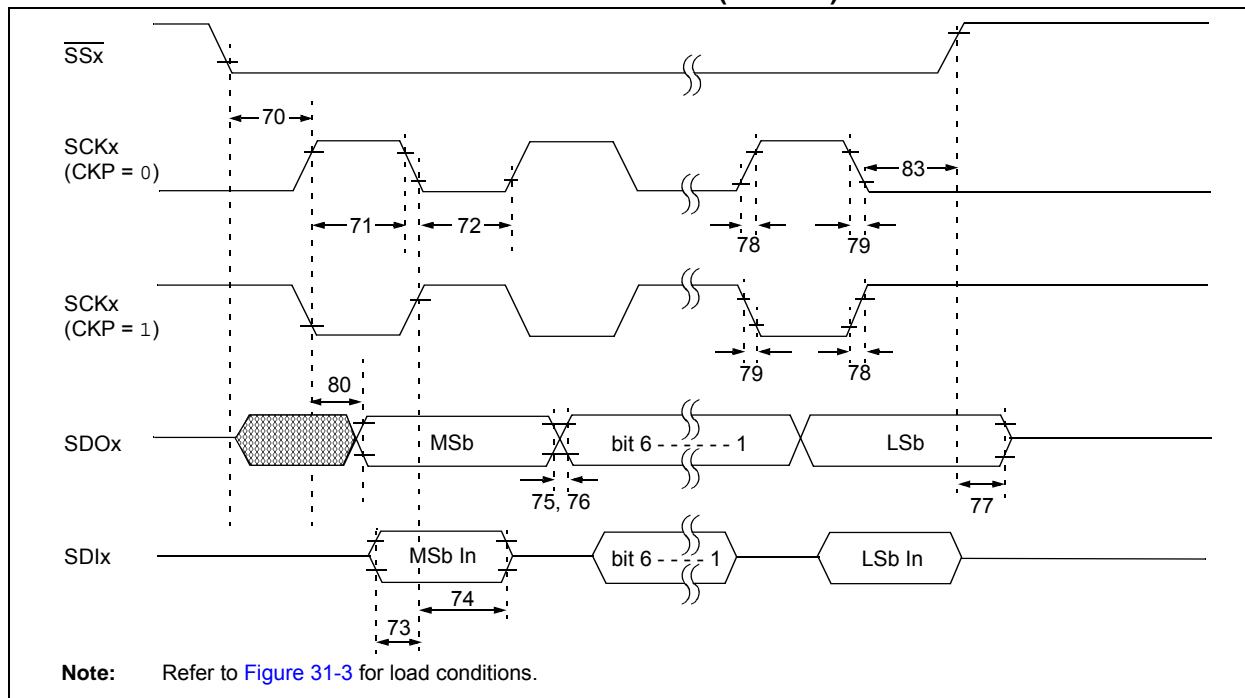 SSx
70
SCKx
(CKP = 0)
83
71
72
78
79
SCKx
(CKP = 1)
79
78
80
SDOx
MSb
bit 6 - - - - - - 1
LSb
75, 76
77
SDIx
MSb In
bit 6 - - - - 1
LSb In
74
73
Note: Refer to Figure 31-3 for load conditions.